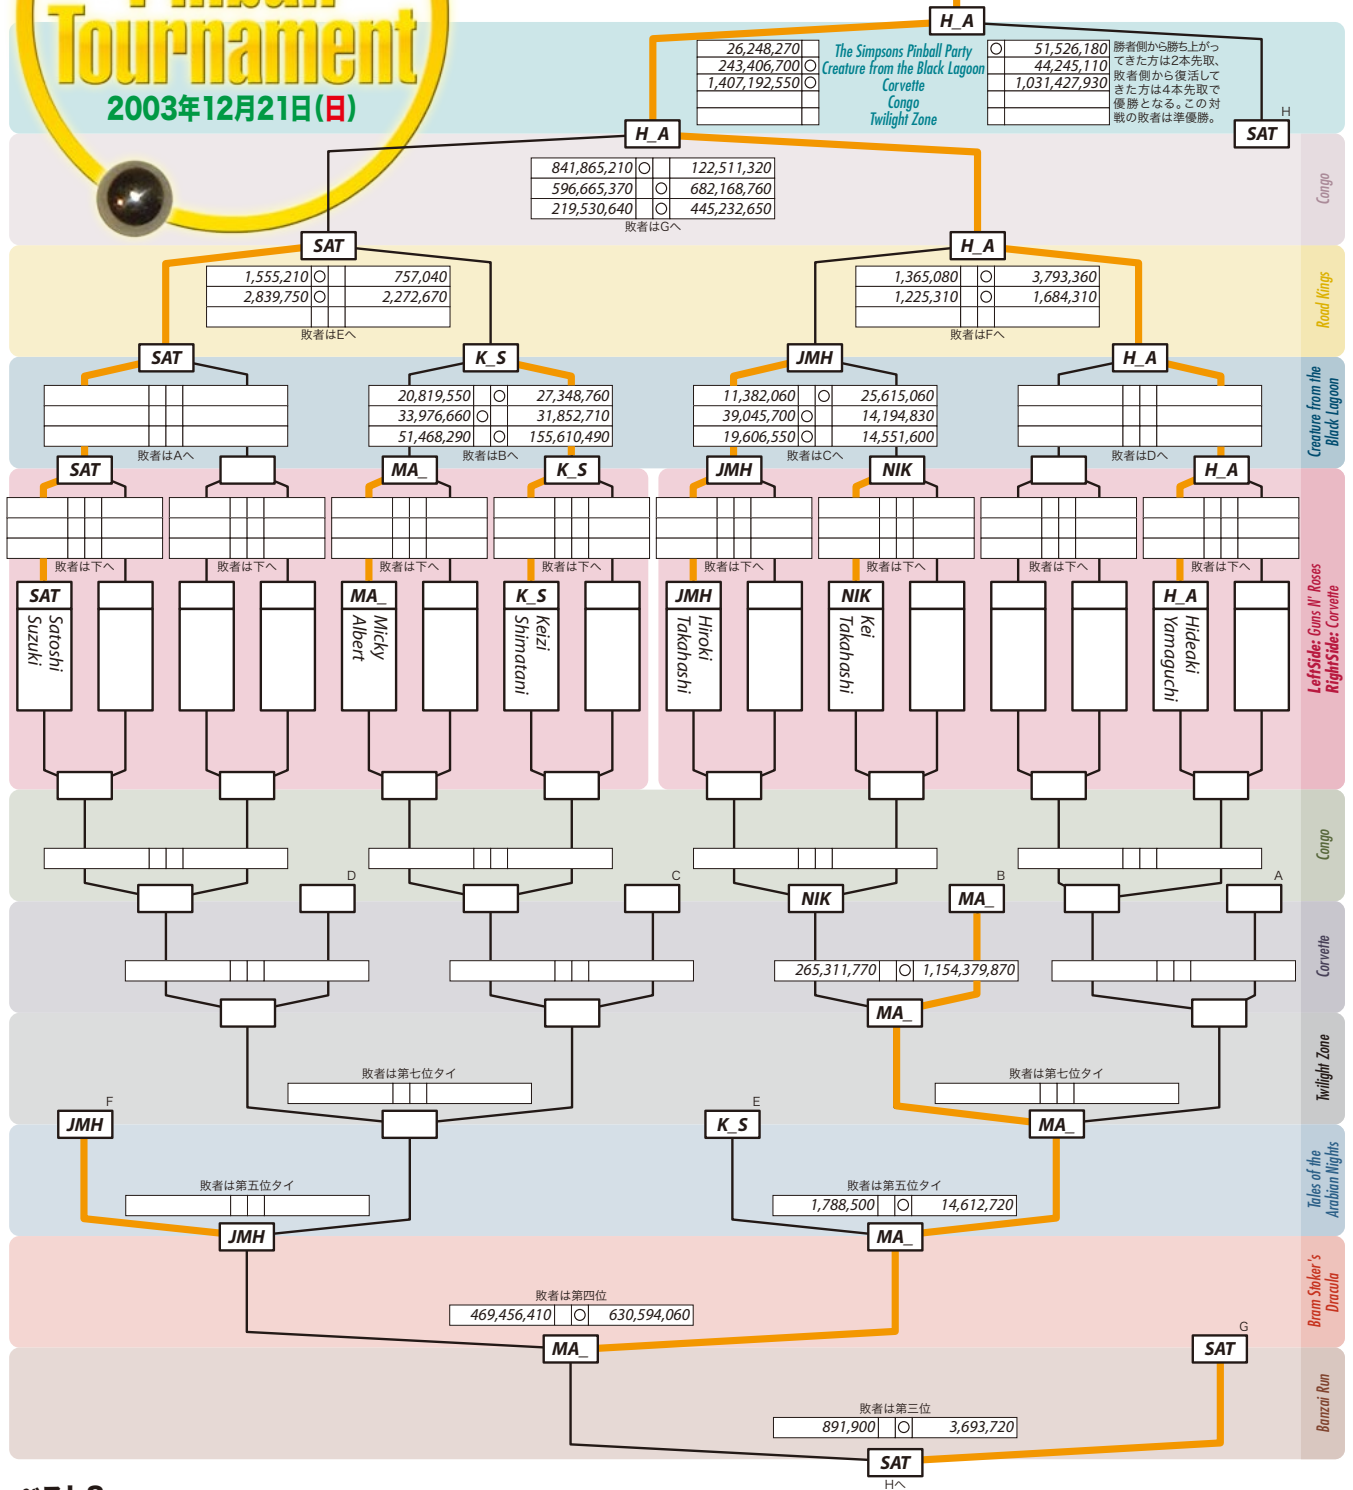 Pinball
Tournament
2003年12月21日(日)
H_A
26,248,270 The Simpsons Pinball Party ○ 51,526,180
243,406,700 ○ Creature from the Black Lagoon 44,245,110
1,407,192,550 ○ Corvette 1,031,427,930
Congo
Twilight Zone
勝者側から勝ち上がっ
てきた方は2本先取、
敗者側から復活して
きた方は4本先取で
優勝となる。この対
戦の敗者は準優勝。
H
H_A SAT
841,865,210 ○ 122,511,320
596,665,370 ○ 682,168,760
219,530,640 ○ 445,232,650
敗者はGへ
Congo
SAT H_A
1,555,210 ○ 757,040
2,839,750 ○ 2,272,670
敗者はEへ
1,365,080 ○ 3,793,360
1,225,310 ○ 1,684,310
敗者はFへ
Road Kings
SAT K_S JMH H_A
20,819,550 ○ 27,348,760
33,976,660 ○ 31,852,710
51,468,290 ○ 155,610,490
11,382,060 ○ 25,615,060
39,045,700 ○ 14,194,830
19,606,550 ○ 14,551,600
敗者はAへ 敗者はBへ 敗者はCへ 敗者はDへ
Creature from the
Black Lagoon
SAT MA_ K_S JMH NIK H_A
敗者は下へ 敗者は下へ 敗者は下へ 敗者は下へ 敗者は下へ 敗者は下へ 敗者は下へ 敗者は下へ
SAT MA_ K_S JMH NIK H_A
Satoshi
Suzuki
Micky
Albert
Keizi
Shimatani
Hiroki
Takahashi
Kei
Takahashi
Hideaki
Yamaguchi
LeftSide: Guns N' Roses
RightSide: Corvette
Congo
D C B A
NIK MA_
265,311,770 ○ 1,154,379,870
Corvette
MA_
敗者は第七位タイ 敗者は第七位タイ
Twilight Zone
F E
JMH K_S MA_
敗者は第五位タイ 敗者は第五位タイ
1,788,500 ○ 14,612,720
Tales of the
Arabian Nights
JMH MA_
敗者は第四位
469,456,410 ○ 630,594,060
Bram Stoker's
Dracula
G
MA_ SAT
敗者は第三位
891,900 ○ 3,693,720
Banzai Run
SAT
Hへ